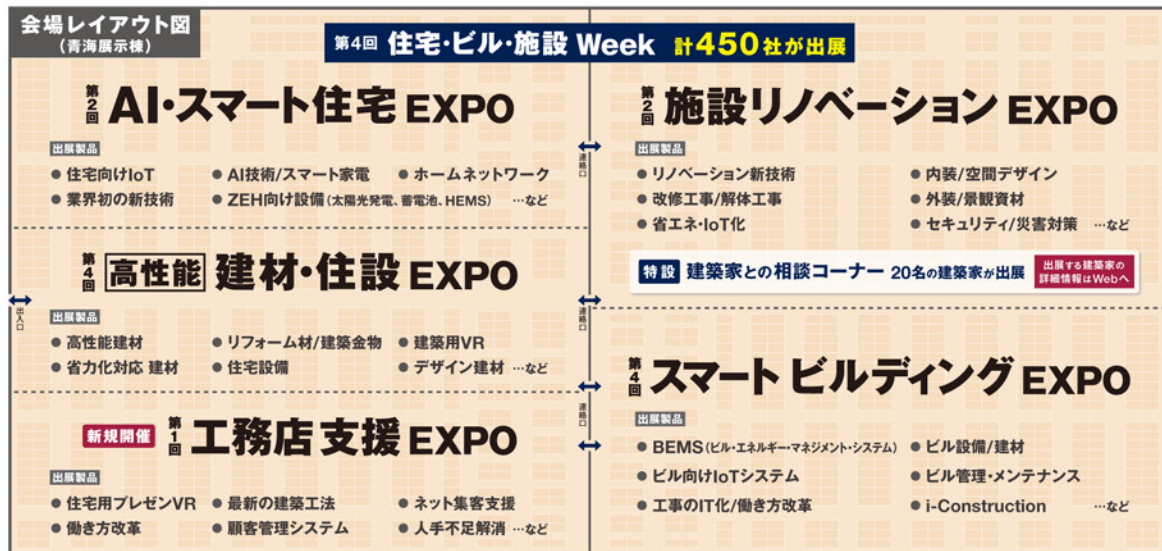 会場レイアウト図
(青海展示棟)
第4回 住宅・ビル・施設 Week 計450社が出展
第2回 AI・スマート住宅 EXPO
出展製品
● 住宅向けIoT ● AI技術/スマート家電 ● ホームネットワーク
● 業界初の新技術 ● ZEH向け設備(太陽光発電、蓄電池、HEMS) …など
第4回 高性能 建材・住設 EXPO
出展製品
● 高性能建材 ● リフォーム材/建築金物 ● 建築用VR
● 省力化対応 建材 ● 住宅設備 ● デザイン建材 …など
出入口
新規開催 第1回 工務店支援 EXPO
出展製品
● 住宅用プレゼンVR ● 最新の建築工法 ● ネット集客支援
● 働き方改革 ● 顧客管理システム ● 人手不足解消 …など
連絡口
連絡口
連絡口
第2回 施設リノベーション EXPO
出展製品
● リノベーション新技術 ● 内装/空間デザイン
● 改修工事/解体工事 ● 外装/景観資材
● 省エネ・IoT化 ● セキュリティ/災害対策 …など
特設 建築家との相談コーナー 20名の建築家が出展
出展する建築家の
詳細情報はWebへ
第4回 スマート ビルディング EXPO
出展製品
● BEMS(ビル・エネルギー・マネジメント・システム) ● ビル設備/建材
● ビル向けIoTシステム ● ビル管理・メンテナンス
● 工事のIT化/働き方改革 ● i-Construction …など